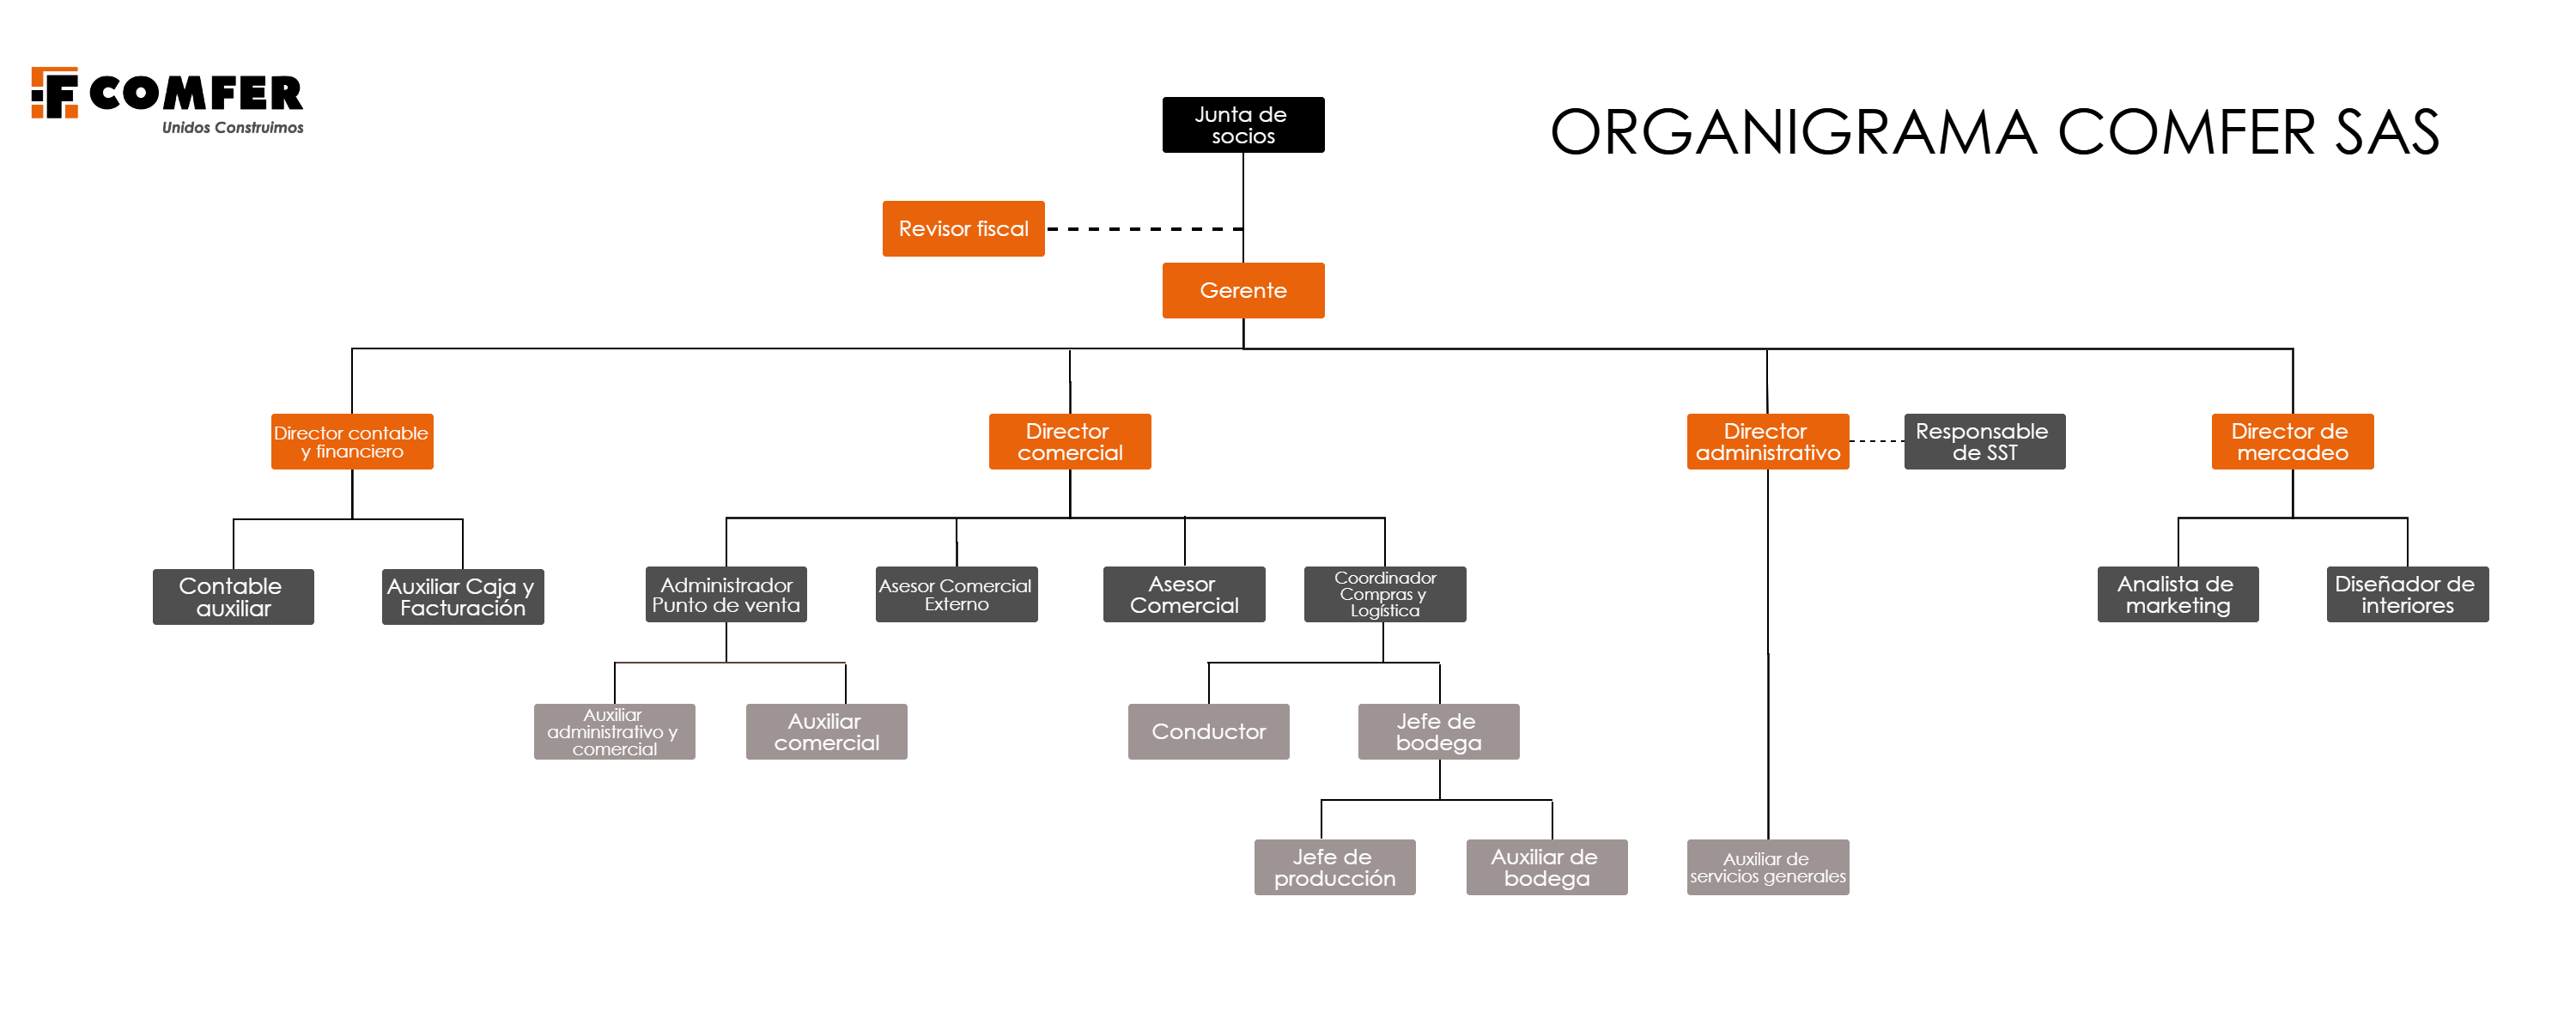 COMFER
Unidos Construimos
ORGANIGRAMA COMFER SAS
Junta de
socios
Revisor fiscal
Gerente
Director contable
y financiero
Director
comercial
Director
administrativo
Responsable
de SST
Director de
mercadeo
Contable
auxiliar
Auxiliar Caja y
Facturación
Administrador
Punto de venta
Asesor Comercial
Externo
Asesor
Comercial
Coordinador
Compras y
Logística
Analista de
marketing
Diseñador de
interiores
Auxiliar
administrativo y
comercial
Auxiliar
comercial
Conductor
Jefe de
bodega
Jefe de
producción
Auxiliar de
bodega
Auxiliar de
servicios generales